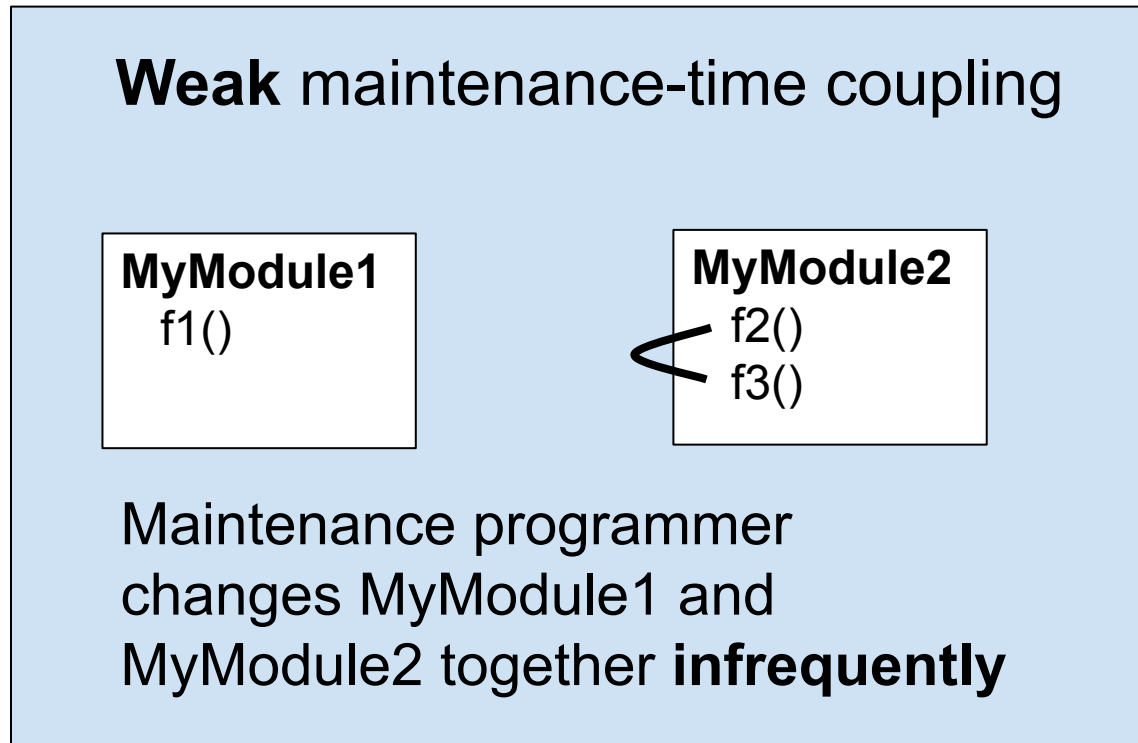 Weak maintenance-time coupling
MyModule1
f1()
MyModule2
f2()
f3()
Maintenance programmer
changes MyModule1 and
MyModule2 together infrequently